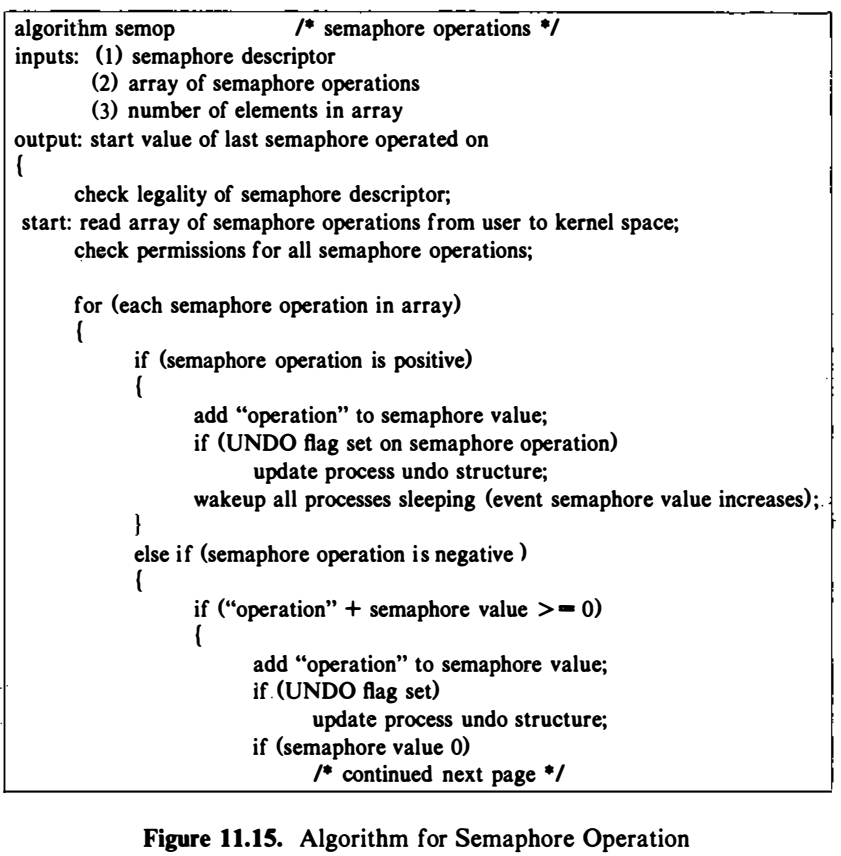 algorithm semop /* semaphore operations */
inputs: (1) semaphore descriptor
(2) array of semaphore operations
(3) number of elements in array
output: start value of last semaphore operated on
{
check legality of semaphore descriptor;
start: read array of semaphore operations from user to kernel space;
check permissions for all semaphore operations;
for (each semaphore operation in array)
{
if (semaphore operation is positive)
{
add “operation” to semaphore value;
if (UNDO flag set on semaphore operation)
update process undo structure;
wakeup all processes sleeping (event semaphore value increases);
}
else if (semaphore operation is negative )
{
if (“operation” + semaphore value >= 0)
{
add “operation” to semaphore value;
if (UNDO flag set)
update process undo structure;
if (semaphore value 0)
/* continued next page */
Figure 11.15. Algorithm for Semaphore Operation